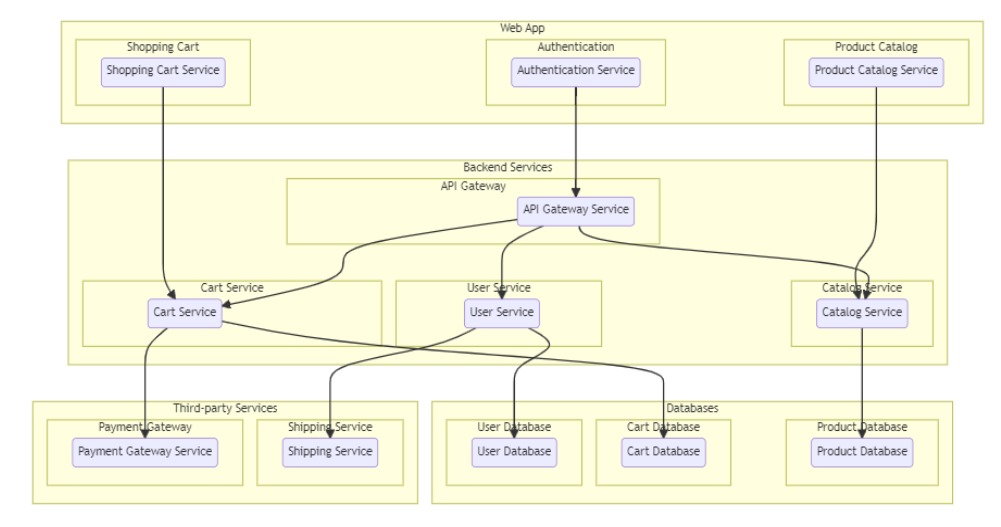 Web App
Shopping Cart
Authentication
Product Catalog
Shopping Cart Service
Authentication Service
Product Catalog Service
Backend Services
API Gateway
API Gateway Service
Cart Service
User Service
Catalog Service
Cart Service
User Service
Catalog Service
Third-party Services
Databases
Payment Gateway
Shipping Service
User Database
Cart Database
Product Database
Payment Gateway Service
Shipping Service
User Database
Cart Database
Product Database